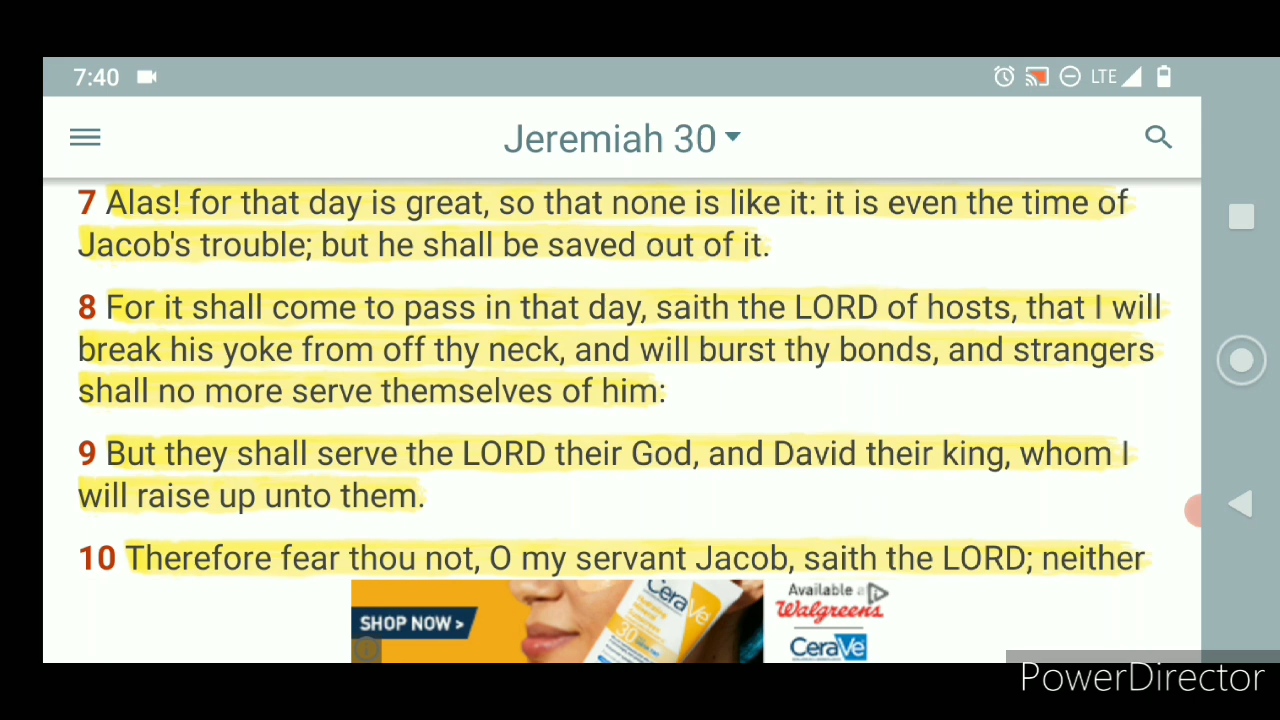 7:40 LTE
Jeremiah 30
7 Alas! for that day is great, so that none is like it: it is even the time of
Jacob's trouble; but he shall be saved out of it.
8 For it shall come to pass in that day, saith the LORD of hosts, that I will
break his yoke from off thy neck, and will burst thy bonds, and strangers
shall no more serve themselves of him:
9 But they shall serve the LORD their God, and David their king, whom I
will raise up unto them.
10 Therefore fear thou not, O my servant Jacob, saith the LORD; neither
SHOP NOW >
CeraVe
30
Available
Walgreens
CeraVe
PowerDirector